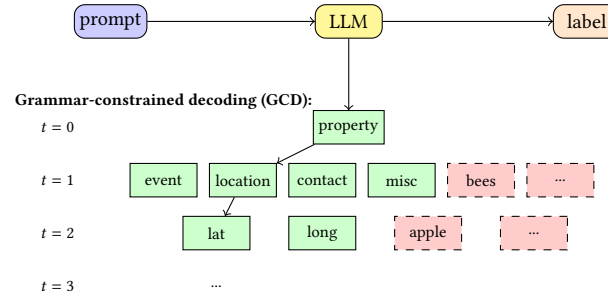 prompt LLM label
Grammar-constrained decoding (GCD):
t = 0 property
t = 1 event location contact misc bees ...
t = 2 lat long apple ...
t = 3 ...